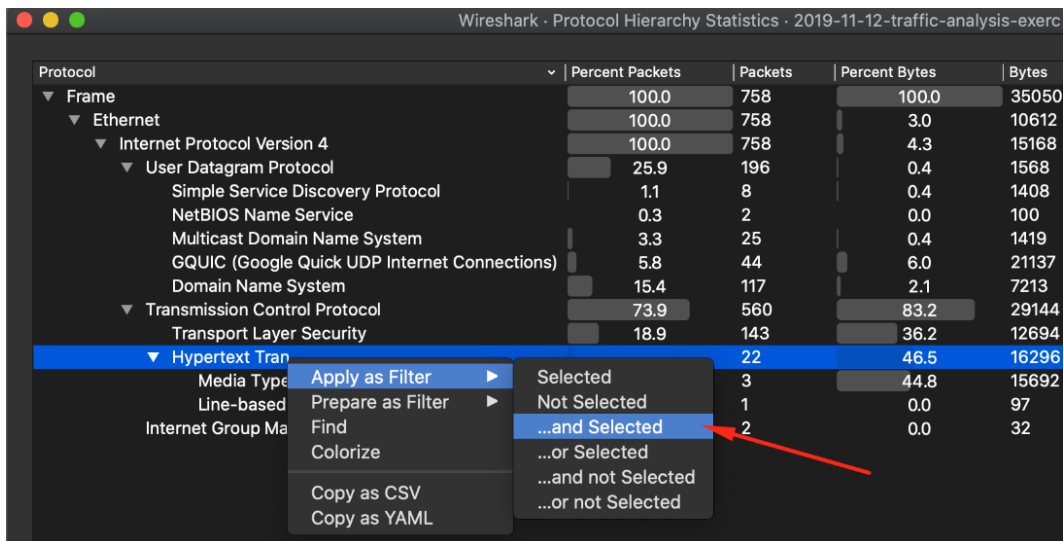 Wireshark · Protocol Hierarchy Statistics · 2019-11-12-traffic-analysis-exerc
Protocol Percent Packets Packets Percent Bytes Bytes
Frame 100.0 758 100.0 35050
Ethernet 100.0 758 3.0 10612
Internet Protocol Version 4 100.0 758 4.3 15168
User Datagram Protocol 25.9 196 0.4 1568
Simple Service Discovery Protocol 1.1 8 0.4 1408
NetBIOS Name Service 0.3 2 0.0 100
Multicast Domain Name System 3.3 25 0.4 1419
GQUIC (Google Quick UDP Internet Connections) 5.8 44 6.0 21137
Domain Name System 15.4 117 2.1 7213
Transmission Control Protocol 73.9 560 83.2 29144
Transport Layer Security 18.9 143 36.2 12694
Hypertext Tran 22 46.5 16296
Media Type 3 44.8 15692
Line-based 1 0.0 97
Internet Group Ma 2 0.0 32
Apply as Filter
Prepare as Filter
Find
Colorize
Copy as CSV
Copy as YAML
Selected
Not Selected
...and Selected
...or Selected
...and not Selected
...or not Selected